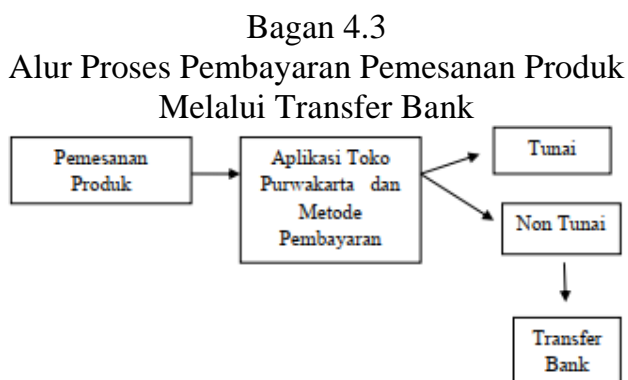 Bagan 4.3
Alur Proses Pembayaran Pemesanan Produk
Melalui Transfer Bank
Pemesanan
Produk
Aplikasi Toko
Purwakarta dan
Metode
Pembayaran
Tunai
Non Tunai
Transfer
Bank